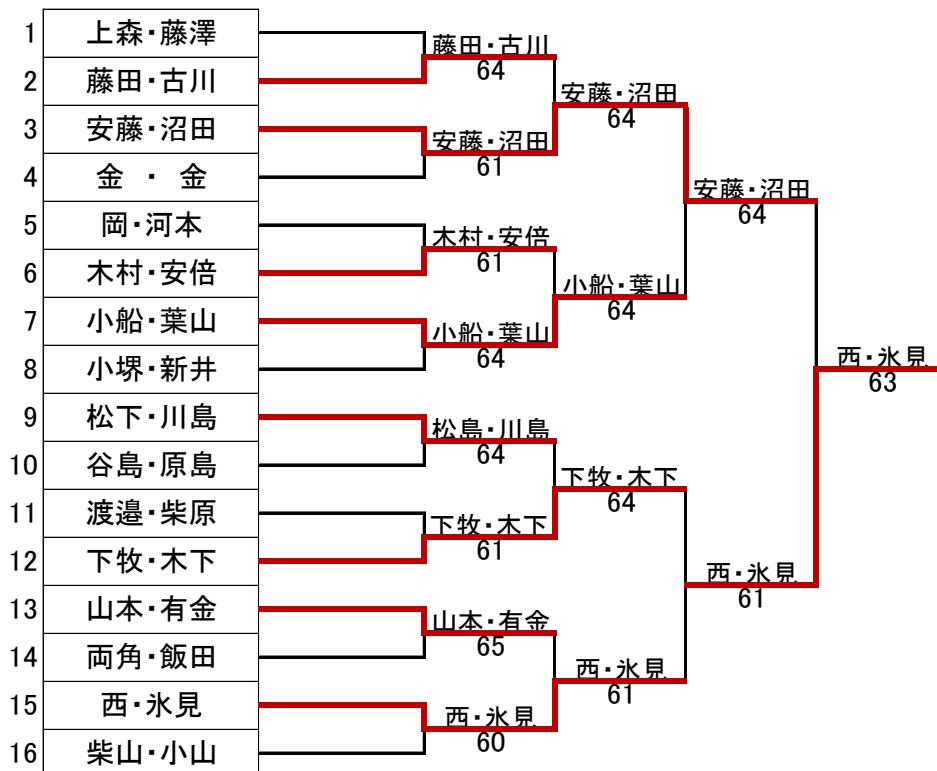 1 上森・藤澤
2 藤田・古川
3 安藤・沼田
4 金 ・ 金
5 岡・河本
6 木村・安倍
7 小船・葉山
8 小堺・新井
9 松下・川島
10 谷島・原島
11 渡邉・柴原
12 下牧・木下
13 山本・有金
14 両角・飯田
15 西・氷見
16 柴山・小山
藤田・古川
64
安藤・沼田
61
木村・安倍
61
小船・葉山
64
松島・川島
64
下牧・木下
61
山本・有金
65
西・氷見
60
安藤・沼田
64
小船・葉山
64
下牧・木下
64
西・氷見
61
安藤・沼田
64
西・氷見
61
西・氷見
63